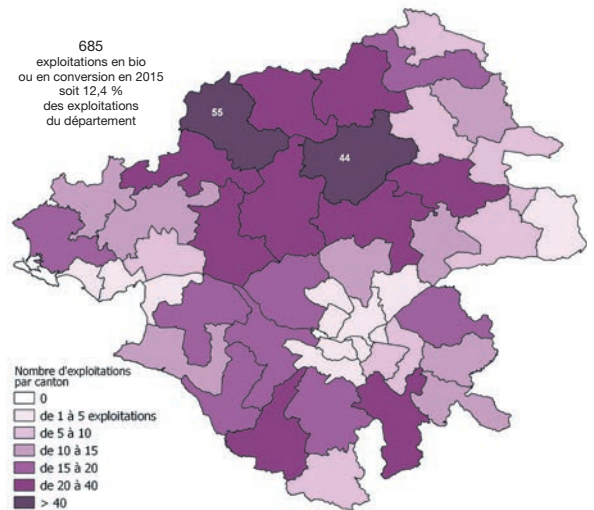 685
exploitations en bio
ou en conversion en 2015
soit 12,4 %
des exploitations
du département
55
44
Nombre d'exploitations
par canton
0
de 1 à 5 exploitations
de 5 à 10
de 10 à 15
de 15 à 20
de 20 à 40
> 40